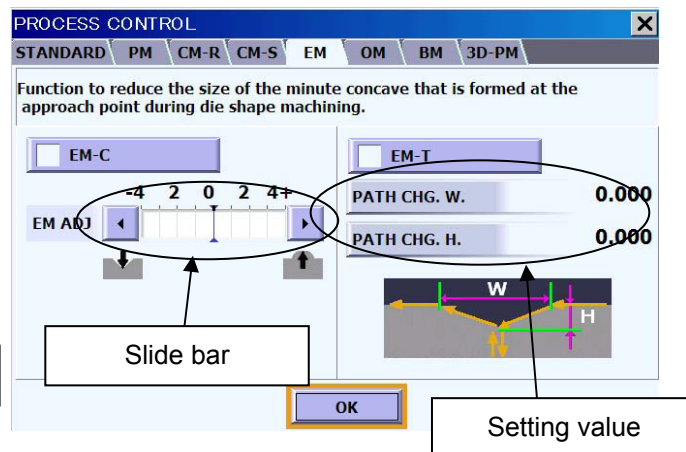 PROCESS CONTROL
STANDARD PM CM-R CM-S EM OM BM 3D-PM
Function to reduce the size of the minute concave that is formed at the
approach point during die shape machining.
EM-C
-4 2 0 2 4+
EM ADJ
EM-T
PATH CHG. W. 0.000
PATH CHG. H. 0.000
W
H
Slide bar
OK
Setting value